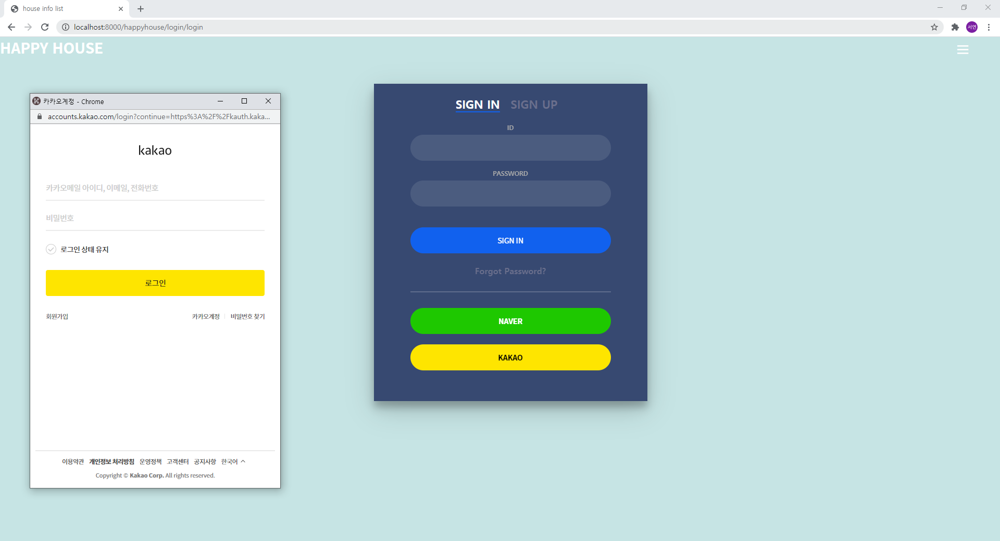 house info list
localhost:8000/happyhouse/login/login
서연
HAPPY HOUSE
카카오계정 - Chrome
accounts.kakao.com/login?continue=https%3A%2F%2Fkauth.kaka...
kakao
카카오메일 아이디, 이메일, 전화번호
비밀번호
로그인 상태 유지
로그인
회원가입 카카오계정 비밀번호 찾기
이용약관 개인정보 처리방침 운영정책 고객센터 공지사항 한국어
Copyright © Kakao Corp. All rights reserved.
SIGN IN SIGN UP
ID
PASSWORD
SIGN IN
Forgot Password?
NAVER
KAKAO